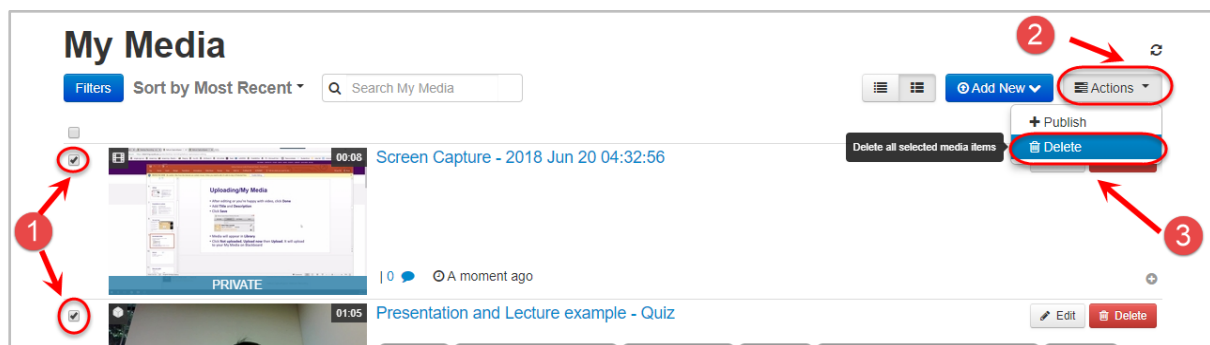 My Media
2
Filters
Sort by Most Recent
Search My Media
Add New
Actions
Publish
Delete all selected media items
Delete
1
00:08
Screen Capture - 2018 Jun 20 04:32:56
Uploading/My Media
PRIVATE
| 0
A moment ago
3
01:05
Presentation and Lecture example - Quiz
Edit
Delete